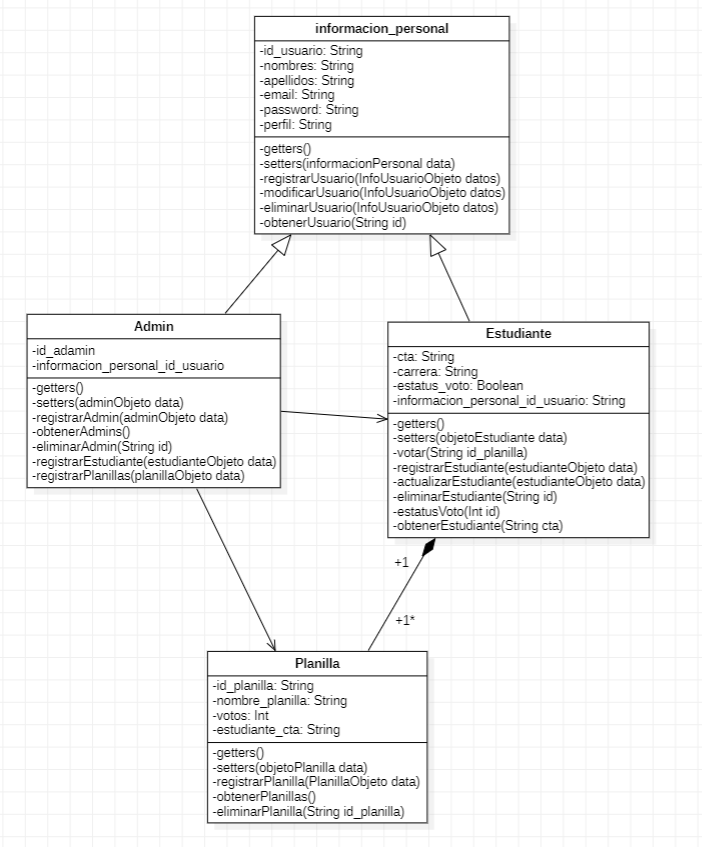 informacion_personal
-id_usuario: String
-nombres: String
-apellidos: String
-email: String
-password: String
-perfil: String
-getters()
-setters(informacionPersonal data)
-registrarUsuario(InfoUsuarioObjeto datos)
-modificarUsuario(InfoUsuarioObjeto datos)
-eliminarUsuario(InfoUsuarioObjeto datos)
-obtenerUsuario(String id)
Admin
-id_adamin
-informacion_personal_id_usuario
-getters()
-setters(adminObjeto data)
-registrarAdmin(adminObjeto data)
-obtenerAdmins()
-eliminarAdmin(String id)
-registrarEstudiante(estudianteObjeto data)
-registrarPlanillas(planillaObjeto data)
Estudiante
-cta: String
-carrera: String
-estatus_voto: Boolean
-informacion_personal_id_usuario: String
-getters()
-setters(objetoEstudiante data)
-votar(String id_planilla)
-registrarEstudiante(estudianteObjeto data)
-actualizarEstudiante(estudianteObjeto data)
-eliminarEstudiante(String id)
-estatusVoto(Int id)
-obtenerEstudiante(String cta)
+1
+1*
Planilla
-id_planilla: String
-nombre_planilla: String
-votos: Int
-estudiante_cta: String
-getters()
-setters(objetoPlanilla data)
-registrarPlanilla(PlanillaObjeto data)
-obtenerPlanillas()
-eliminarPlanilla(String id_planilla)